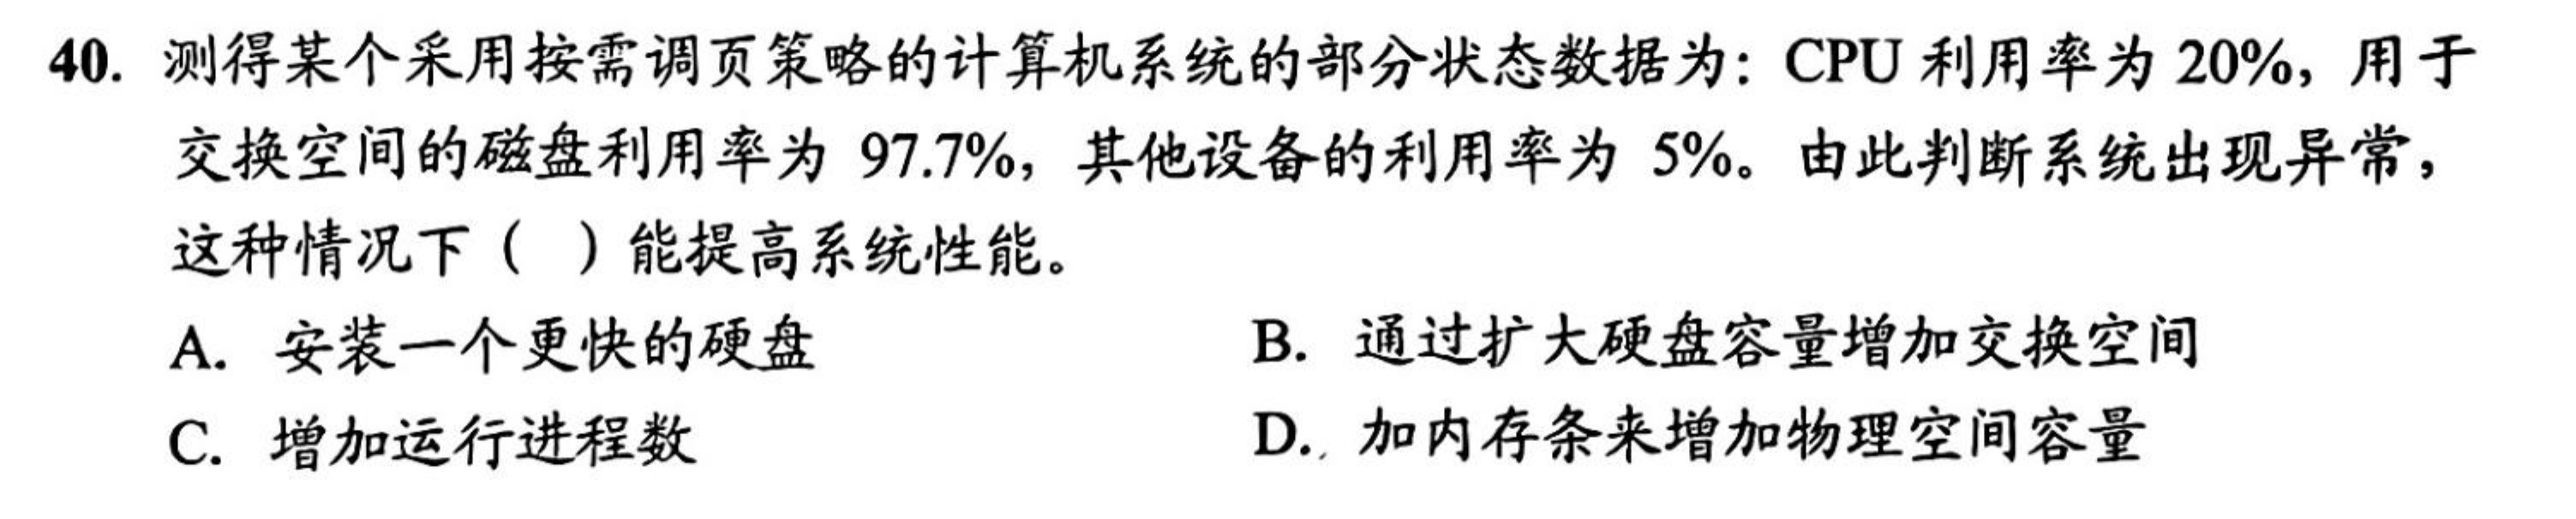 40. 测得某个采用按需调页策略的计算机系统的部分状态数据为：CPU 利用率为 20%，用于
交换空间的磁盘利用率为 97.7%，其他设备的利用率为 5%。由此判断系统出现异常，
这种情况下（ ）能提高系统性能。
A. 安装一个更快的硬盘 B. 通过扩大硬盘容量增加交换空间
C. 增加运行进程数 D. 加内存条来增加物理空间容量